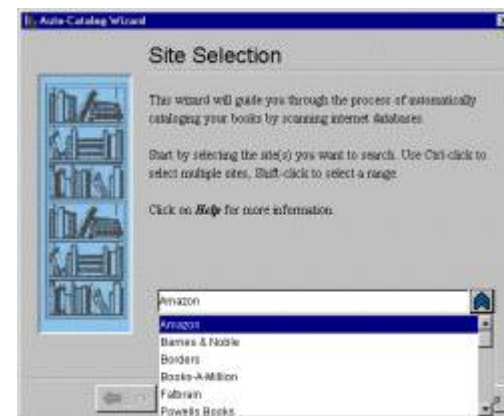 Auto-Catalog Wizard
Site Selection
This wizard will guide you through the process of automatically
cataloging your books by scanning internet databases.
Start by selecting the site(s) you want to search. Use Ctrl-click to
select multiple sites, Shift-click to select a range
Click on Help for more information
Amazon
Amazon
Barnes & Noble
Borders
Books-A-Million
Fatbrain
Powells Books